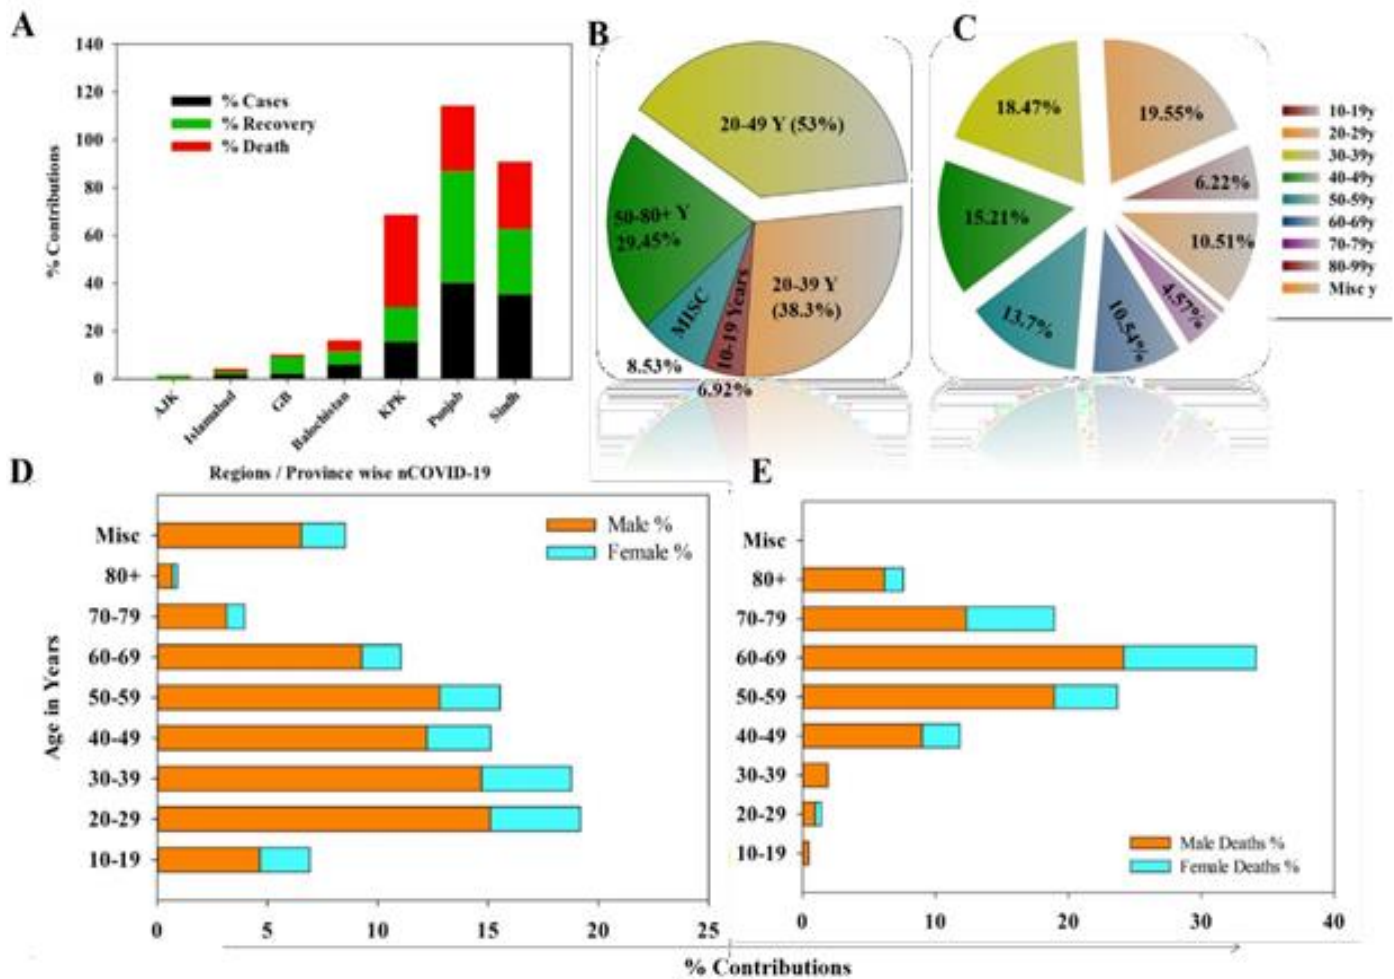 A
140
120
100
80
60
40
20
0
% Contributions
% Cases
% Recovery
% Death
AJK
Islamabad
GB
Balochistan
KPK
Punjab
Sindh
Regions / Province wise nCOVID-19
B
20-49 Y (53%)
50-80+ Y
29.45%
MISC
10-19 Years
20-39 Y
(38.3%)
8.53%
6.92%
C
18.47%
19.55%
6.22%
15.21%
10.51%
13.7%
10.54%
4.57%
10-19y
20-29y
30-39y
40-49y
50-59y
60-69y
70-79y
80-99y
Misc y
D
Male %
Female %
Age in Years
Misc
80+
70-79
60-69
50-59
40-49
30-39
20-29
10-19
0 5 10 15 20 25
E
Misc
80+
70-79
60-69
50-59
40-49
30-39
20-29
10-19
Male Deaths %
Female Deaths %
0 10 20 30 40
% Contributions